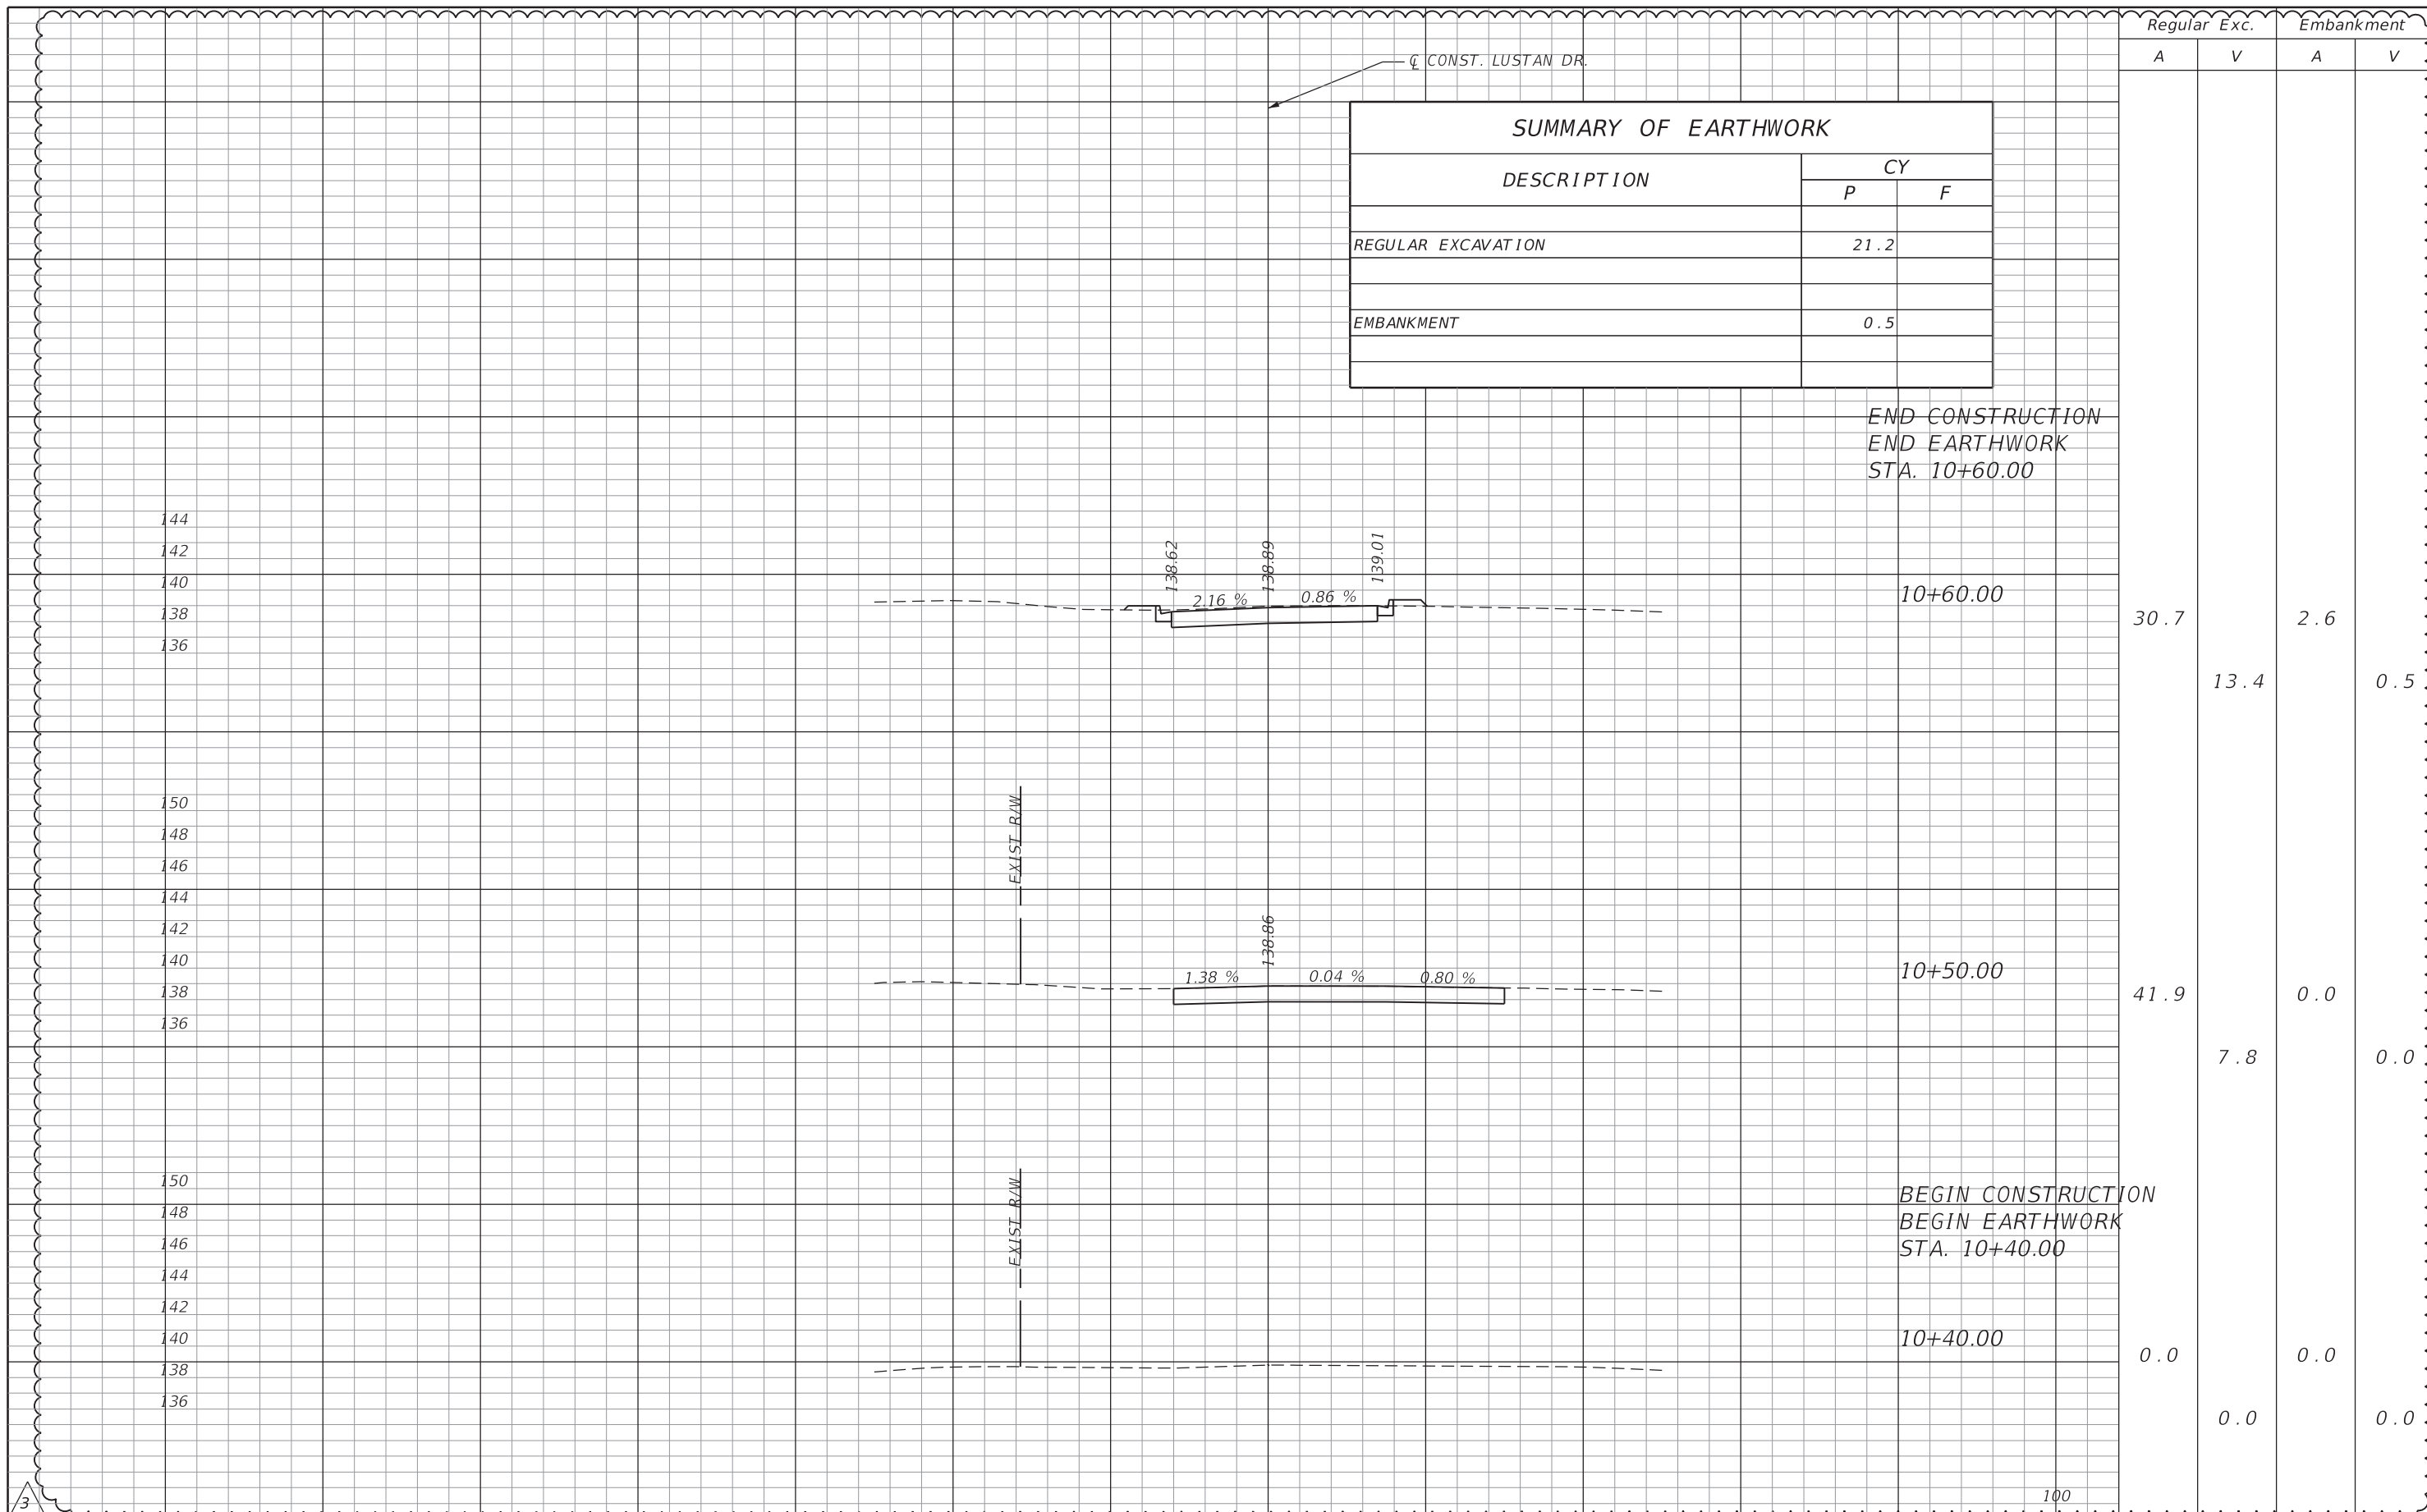 Regular Exc. Embankment
A V A V
℄ CONST. LUSTAN DR.
SUMMARY OF EARTHWORK
DESCRIPTION CY
P F
REGULAR EXCAVATION 21.2
EMBANKMENT 0.5
END CONSTRUCTION
END EARTHWORK
STA. 10+60.00
144
142
140
138
136
138.62 138.89 139.01
2.16 % 0.86 %
10+60.00
30.7 2.6
13.4 0.5
150
148
146
144
142
140
138
136
EXIST R/W
138.86
1.38 % 0.04 % 0.80 %
10+50.00
41.9 0.0
7.8 0.0
150
148
146
144
142
140
138
136
EXIST R/W
BEGIN CONSTRUCTION
BEGIN EARTHWORK
STA. 10+40.00
10+40.00
0.0 0.0
0.0 0.0
3
100